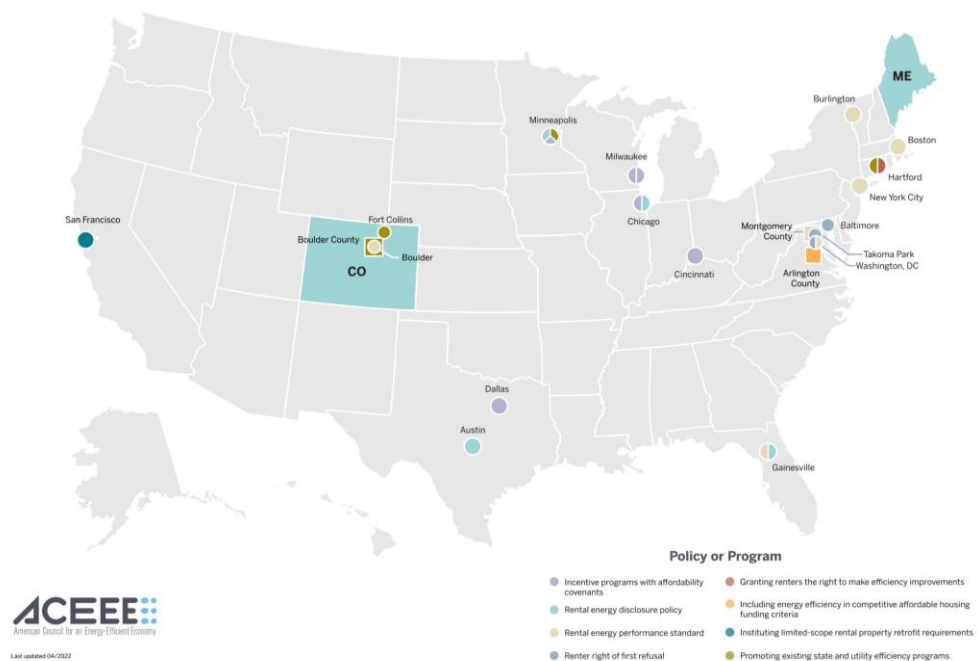 ME
Burlington
Minneapolis
Boston
Milwaukee
Hartford
New York City
San Francisco
Fort Collins
Chicago
Montgomery
County
Baltimore
Boulder County
Boulder
Takoma Park
Washington, DC
CO
Cincinnati
Arlington
County
Dallas
Austin
Gainesville
Policy or Program
Incentive programs with affordability
covenants
Rental energy disclosure policy
Rental energy performance standard
Renter right of first refusal
Granting renters the right to make efficiency improvements
Including energy efficiency in competitive affordable housing
funding criteria
Instituting limited-scope rental property retrofit requirements
Promoting existing state and utility efficiency programs
ACEEE
American Council for an Energy-Efficient Economy
Last updated 04/2022